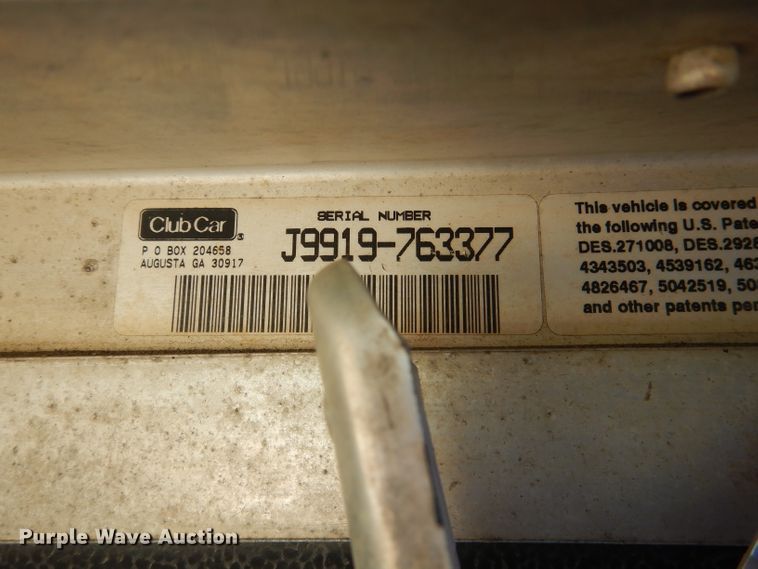 Club Car
P O BOX 204658
AUGUSTA GA 30917
SERIAL NUMBER
J9919-763377
This vehicle is covered
the following U.S. Pate
DES.271008, DES.2928
4343503, 4539162, 46
4826467, 5042519, 50
and other patents pen
Purple Wave Auction